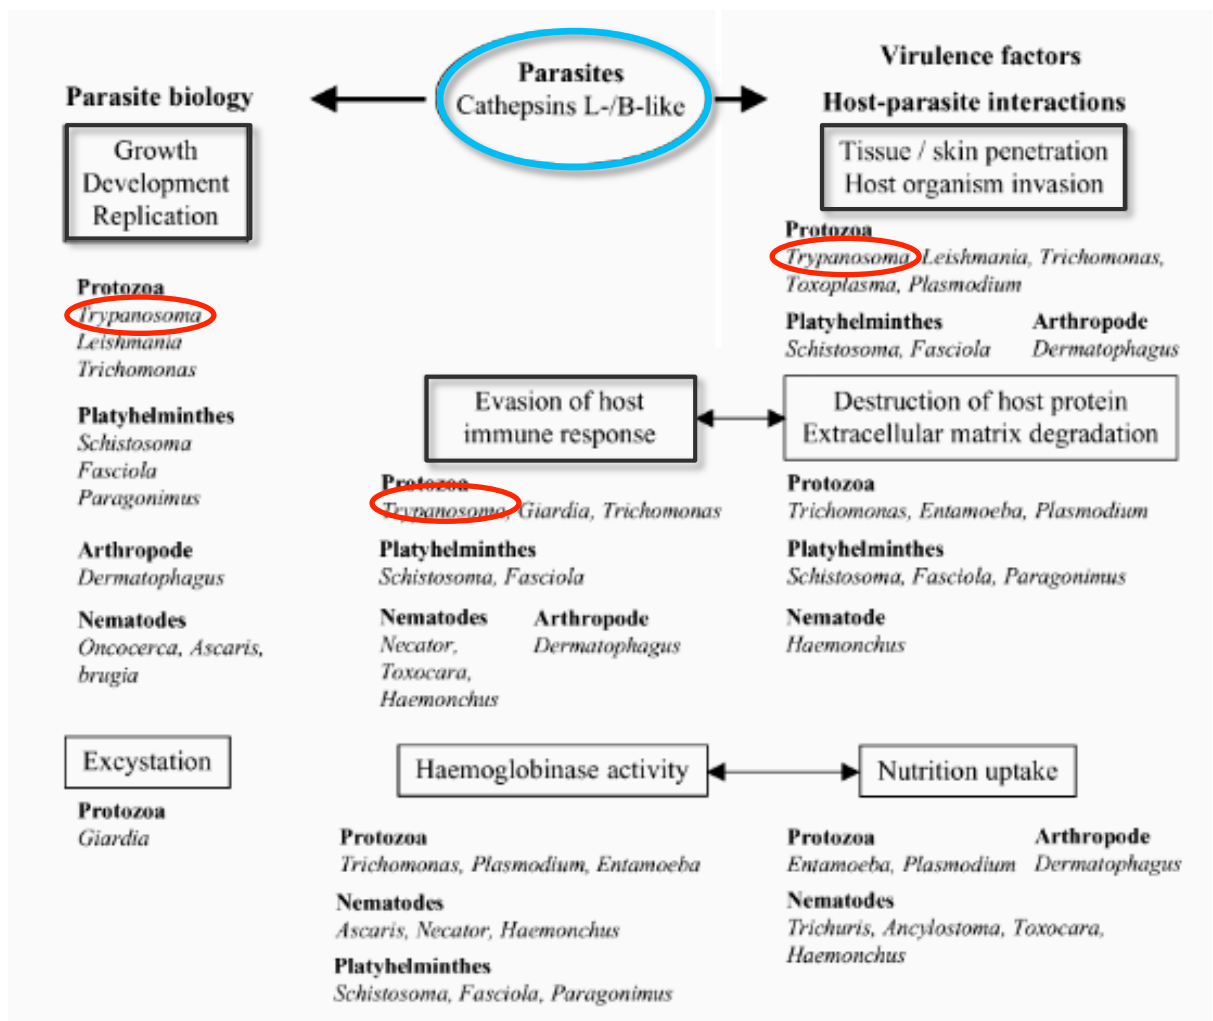 Parasites
Cathepsins L-/B-like
Parasite biology
Growth
Development
Replication
Protozoa
Trypanosoma
Leishmania
Trichomonas
Platyhelminthes
Schistosoma
Fasciola
Paragonimus
Arthropode
Dermatophagus
Nematodes
Oncocerca, Ascaris,
brugia
Excystation
Protozoa
Giardia
Virulence factors
Host-parasite interactions
Tissue / skin penetration
Host organism invasion
Protozoa
Trypanosoma, Leishmania, Trichomonas,
Toxoplasma, Plasmodium
Platyhelminthes
Schistosoma, Fasciola
Arthropode
Dermatophagus
Evasion of host
immune response
Protozoa
Trypanosoma, Giardia, Trichomonas
Platyhelminthes
Schistosoma, Fasciola
Nematodes
Necator,
Toxocara,
Haemonchus
Arthropode
Dermatophagus
Destruction of host protein
Extracellular matrix degradation
Protozoa
Trichomonas, Entamoeba, Plasmodium
Platyhelminthes
Schistosoma, Fasciola, Paragonimus
Nematode
Haemonchus
Haemoglobinase activity
Protozoa
Trichomonas, Plasmodium, Entamoeba
Nematodes
Ascaris, Necator, Haemonchus
Platyhelminthes
Schistosoma, Fasciola, Paragonimus
Nutrition uptake
Protozoa
Entamoeba, Plasmodium
Arthropode
Dermatophagus
Nematodes
Trichuris, Ancylostoma, Toxocara,
Haemonchus